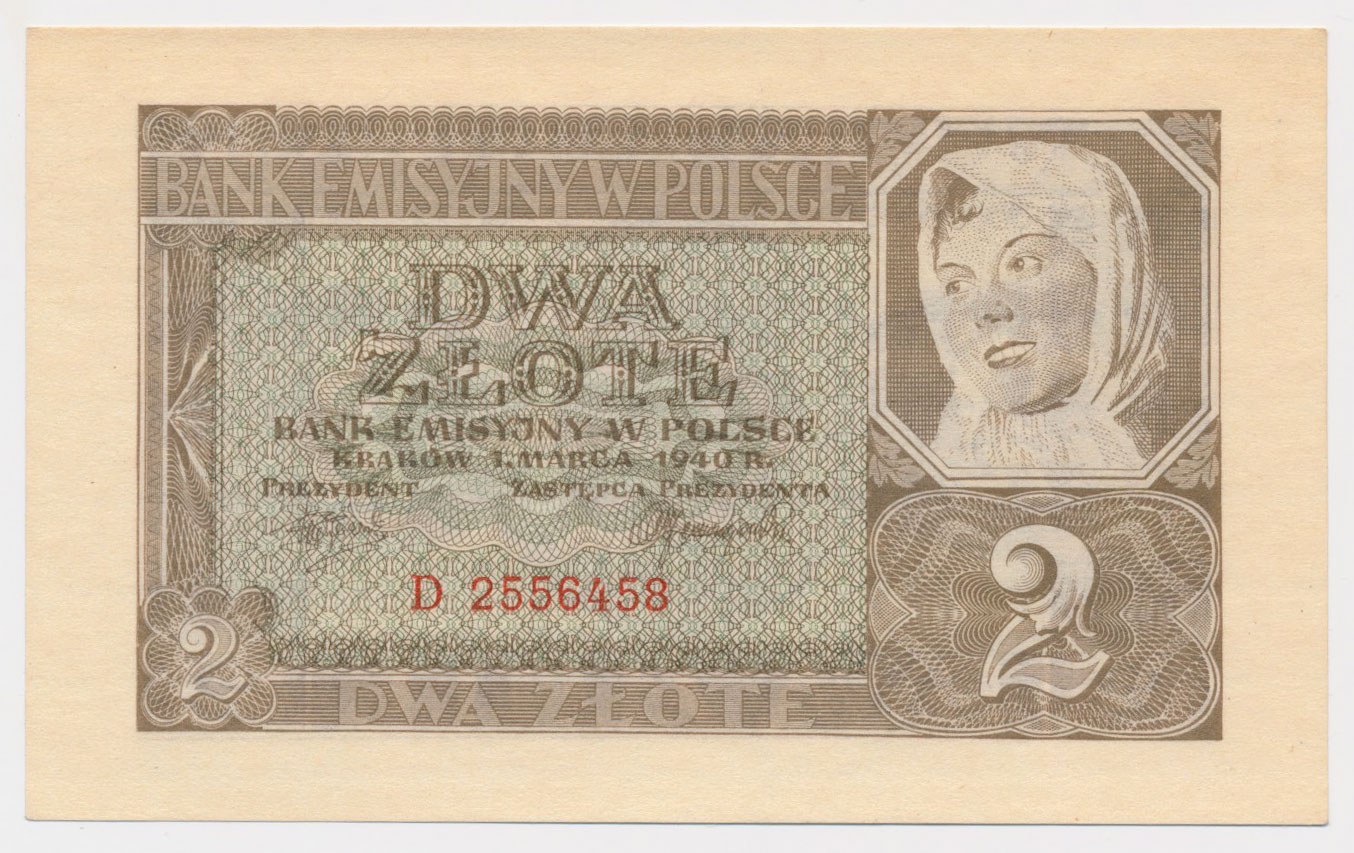 BANK EMISYJNY W POLSCE
DWA
ZŁOTE
BANK EMISYJNY W POLSCE
KRAKÓW 1. MARCA 1940 R.
PREZYDENT ZASTĘPCA PREZYDENTA
D 2556458
2
2
DWA ZŁOTE